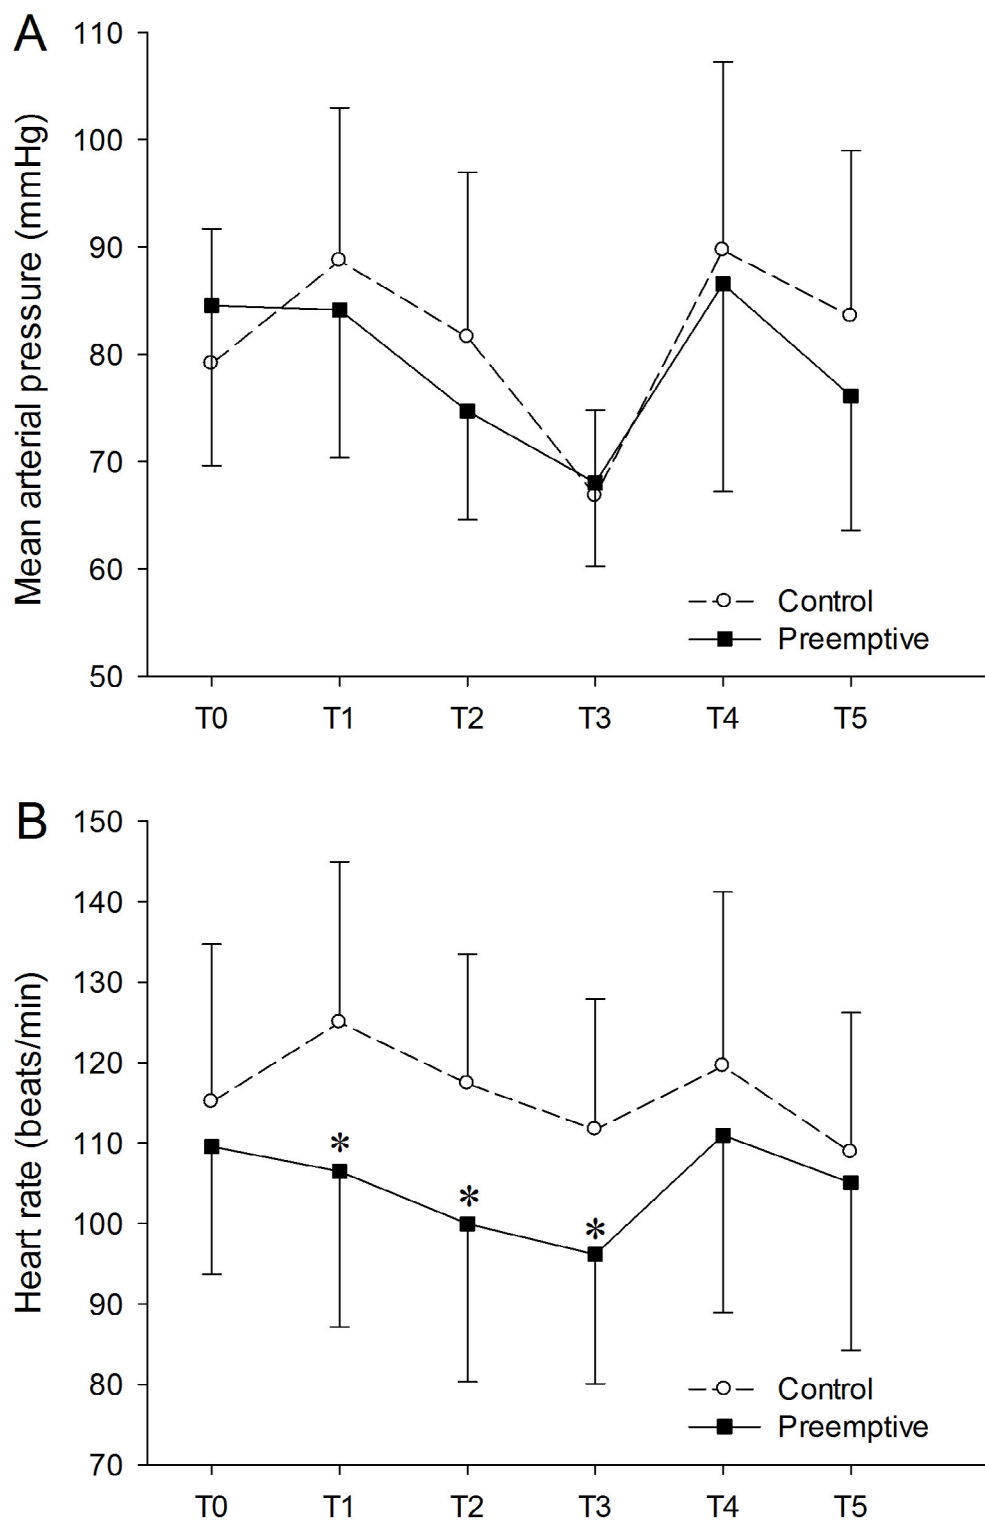 A
110
100
90
80
70
60
50
Mean arterial pressure (mmHg)
Control
Preemptive
T0 T1 T2 T3 T4 T5
B
150
140
130
120
110
100
90
80
70
Heart rate (beats/min)
*
*
*
Control
Preemptive
T0 T1 T2 T3 T4 T5